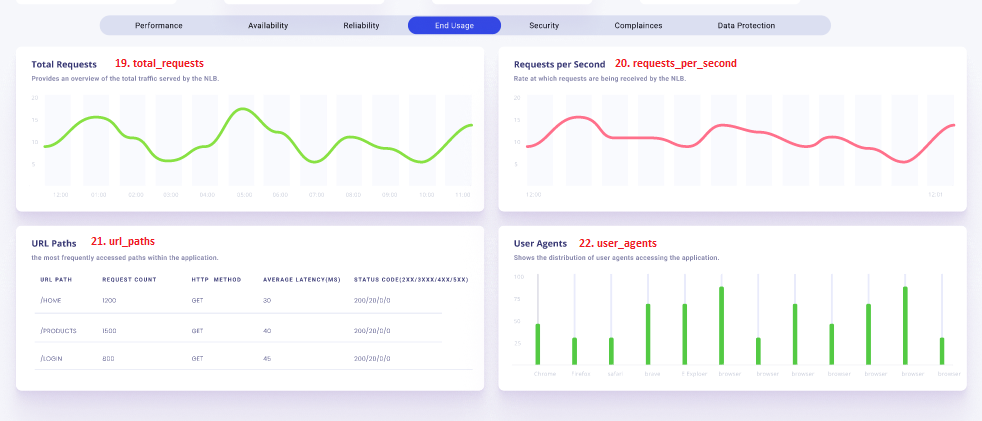 Performance Availability Reliability End Usage Security Complainces Data Protection
Total Requests 19. total_requests
Provides an overview of the total traffic served by the NLB.
20
15
10
5
12:00 01:00 02:00 03:00 04:00 05:00 06:00 07:00 08:00 09:00 10:00 11:00
Requests per Second 20. requests_per_second
Rate at which requests are being received by the NLB.
20
15
10
5
12:00 12:01
URL Paths 21. url_paths
the most frequently accessed paths within the application.
URL PATH REQUEST COUNT HTTP METHOD AVERAGE LATENCY(MS) STATUS CODE(2XX/3XXX/4XX/5XX)
/HOME 1200 GET 30 200/20/0/0
/PRODUCTS 1500 GET 40 200/20/0/0
/LOGIN 800 GET 45 200/20/0/0
User Agents 22. user_agents
Shows the distribution of user agents accessing the application.
100
75
45
25
Chrome Firefox safari brave browser browser browser browser browser browser browser